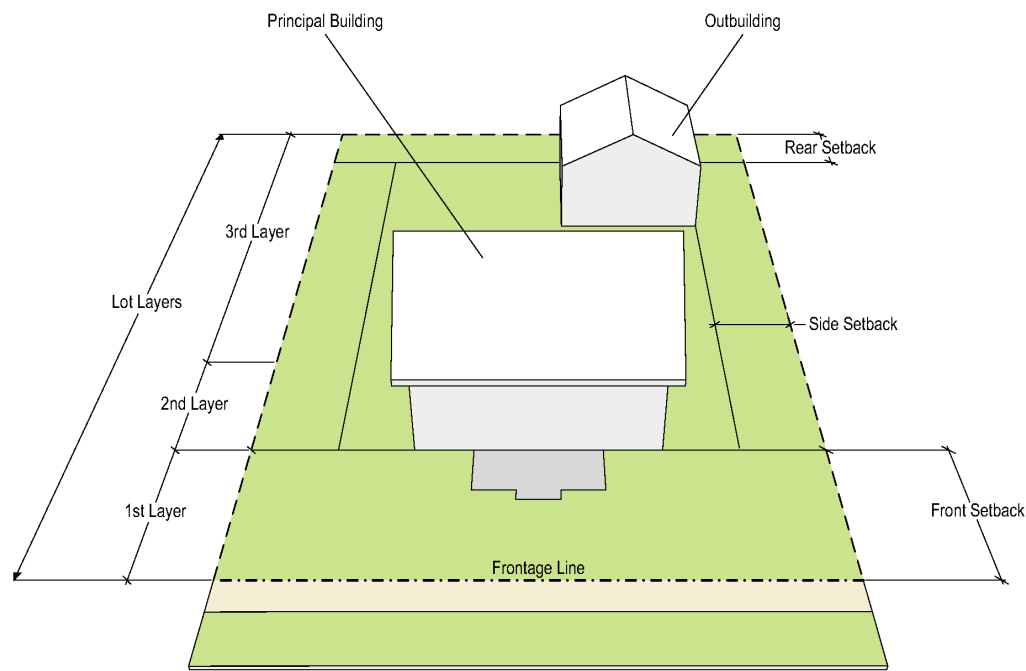 Principal Building
Outbuilding
Rear Setback
3rd Layer
Lot Layers
Side Setback
2nd Layer
1st Layer
Front Setback
Frontage Line